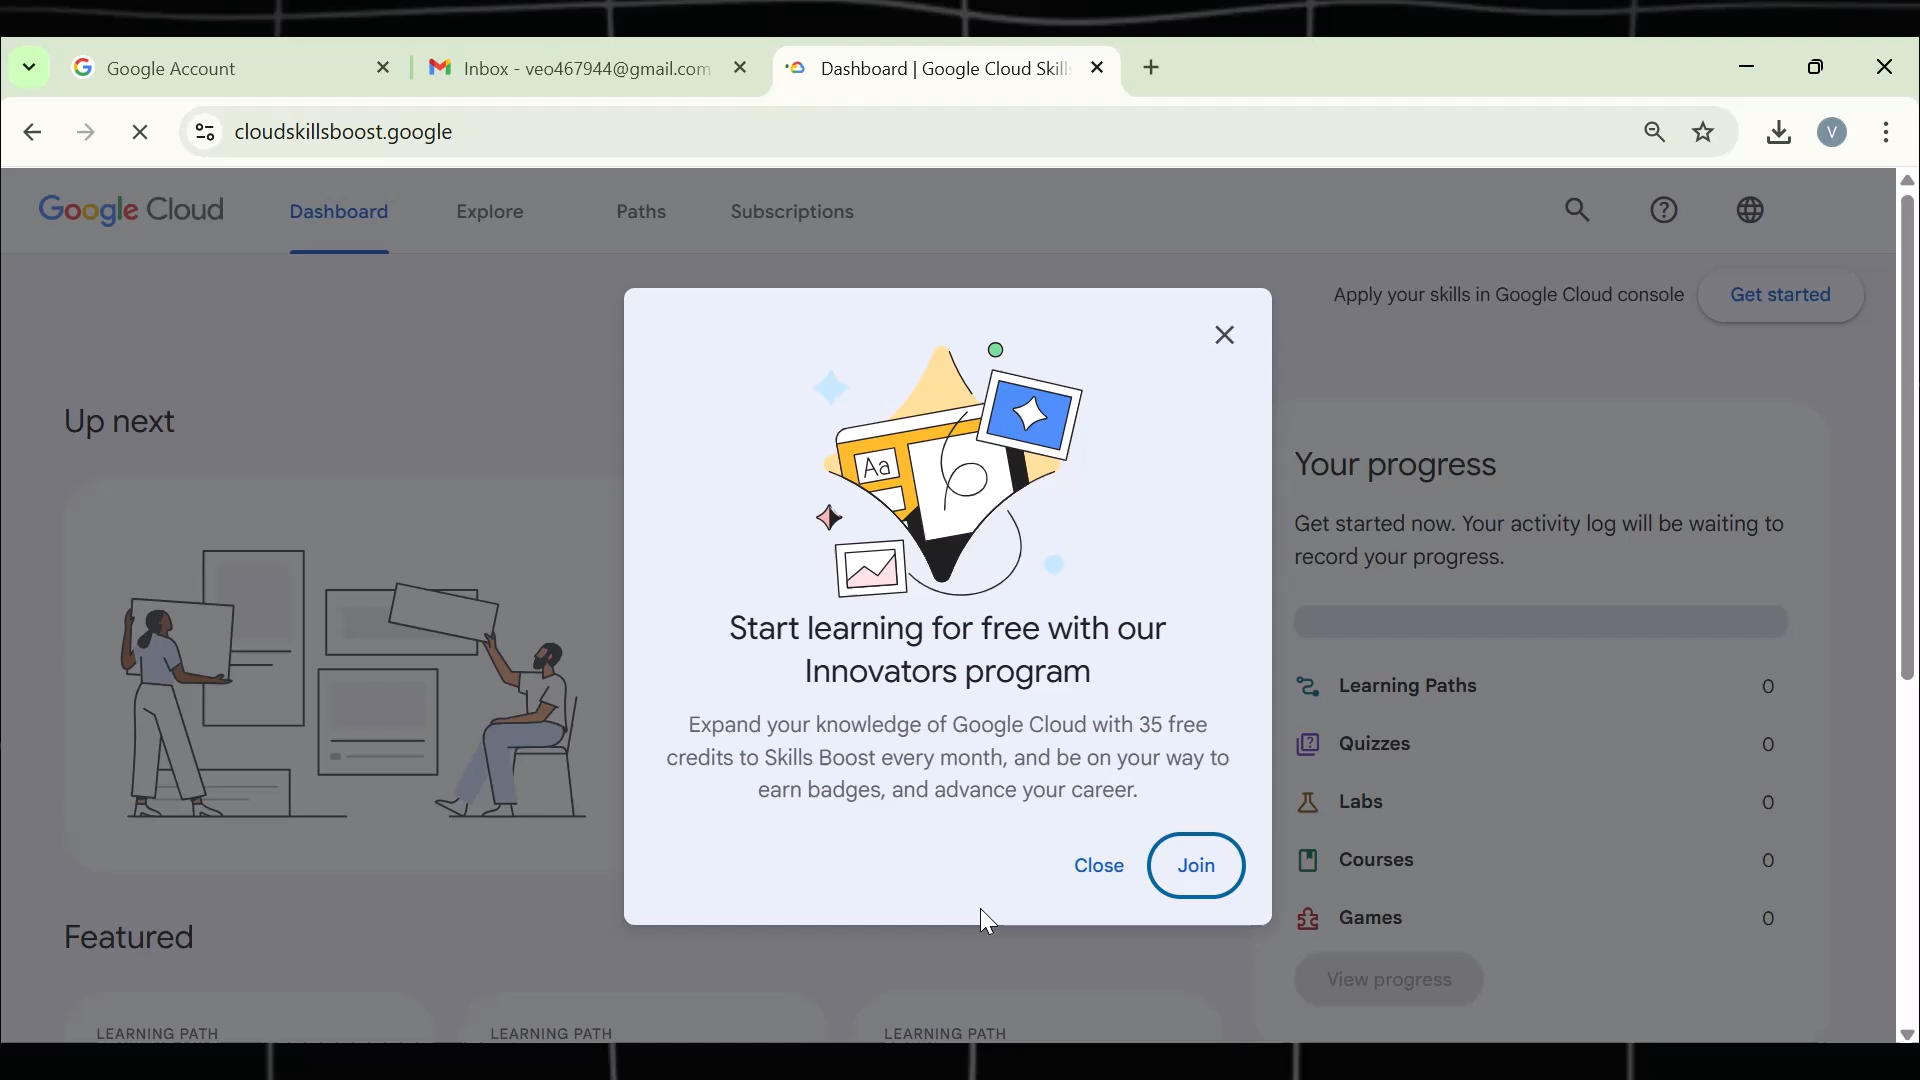 Google Account
Inbox - veo467944@gmail.com
Dashboard | Google Cloud Skill
cloudskillsboost.google
V
Google Cloud
Dashboard
Explore
Paths
Subscriptions
Apply your skills in Google Cloud console
Get started
Up next
Aa
Start learning for free with our
Innovators program
Expand your knowledge of Google Cloud with 35 free
credits to Skills Boost every month, and be on your way to
earn badges, and advance your career.
Close
Join
Your progress
Get started now. Your activity log will be waiting to
record your progress.
Learning Paths 0
Quizzes 0
Labs 0
Courses 0
Games 0
View progress
Featured
LEARNING PATH
LEARNING PATH
LEARNING PATH